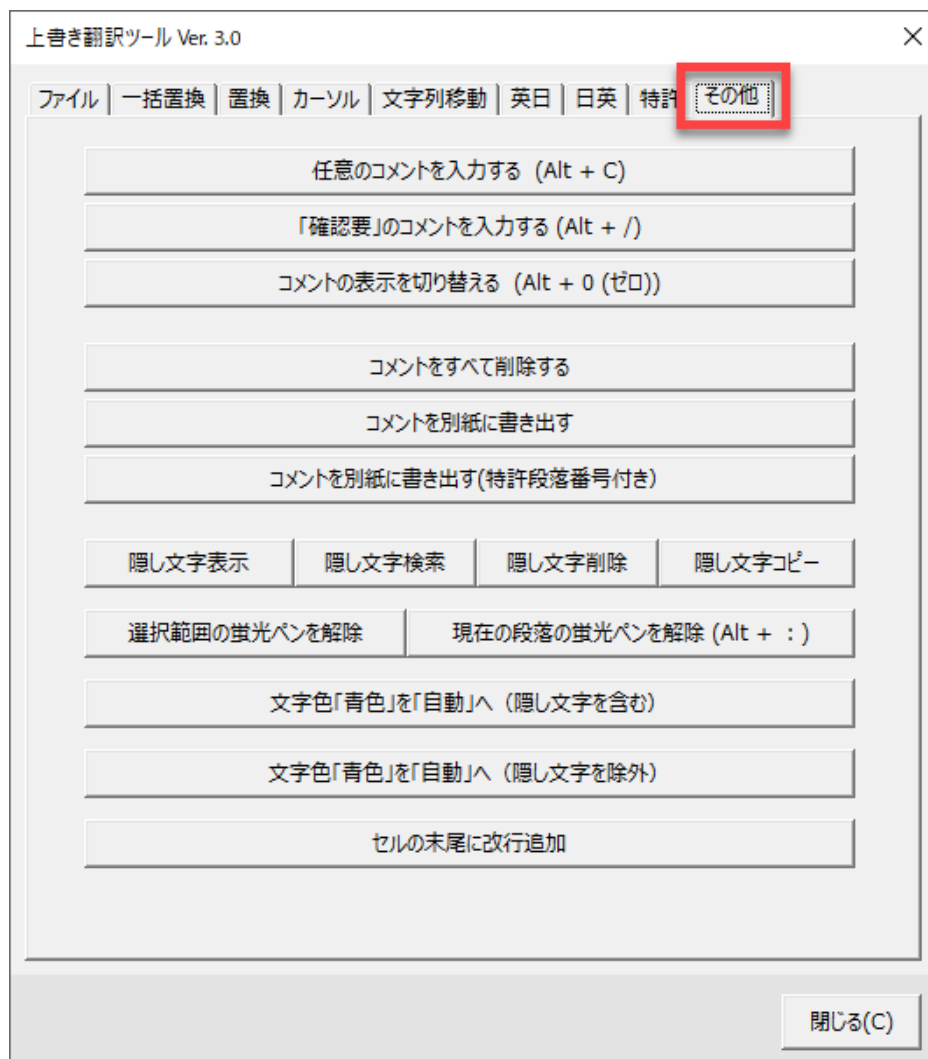 上書き翻訳ツール Ver. 3.0
ファイル 一括置換 置換 カーソル 文字列移動 英日 日英 特許 その他
任意のコメントを入力する (Alt + C)
「確認要」のコメントを入力する (Alt + /)
コメントの表示を切り替える (Alt + 0 (ゼロ))
コメントをすべて削除する
コメントを別紙に書き出す
コメントを別紙に書き出す(特許段落番号付き)
隠し文字表示 隠し文字検索 隠し文字削除 隠し文字コピー
選択範囲の蛍光ペンを解除 現在の段落の蛍光ペンを解除 (Alt + : )
文字色「青色」を「自動」へ (隠し文字を含む)
文字色「青色」を「自動」へ (隠し文字を除外)
セルの末尾に改行追加
閉じる(C)